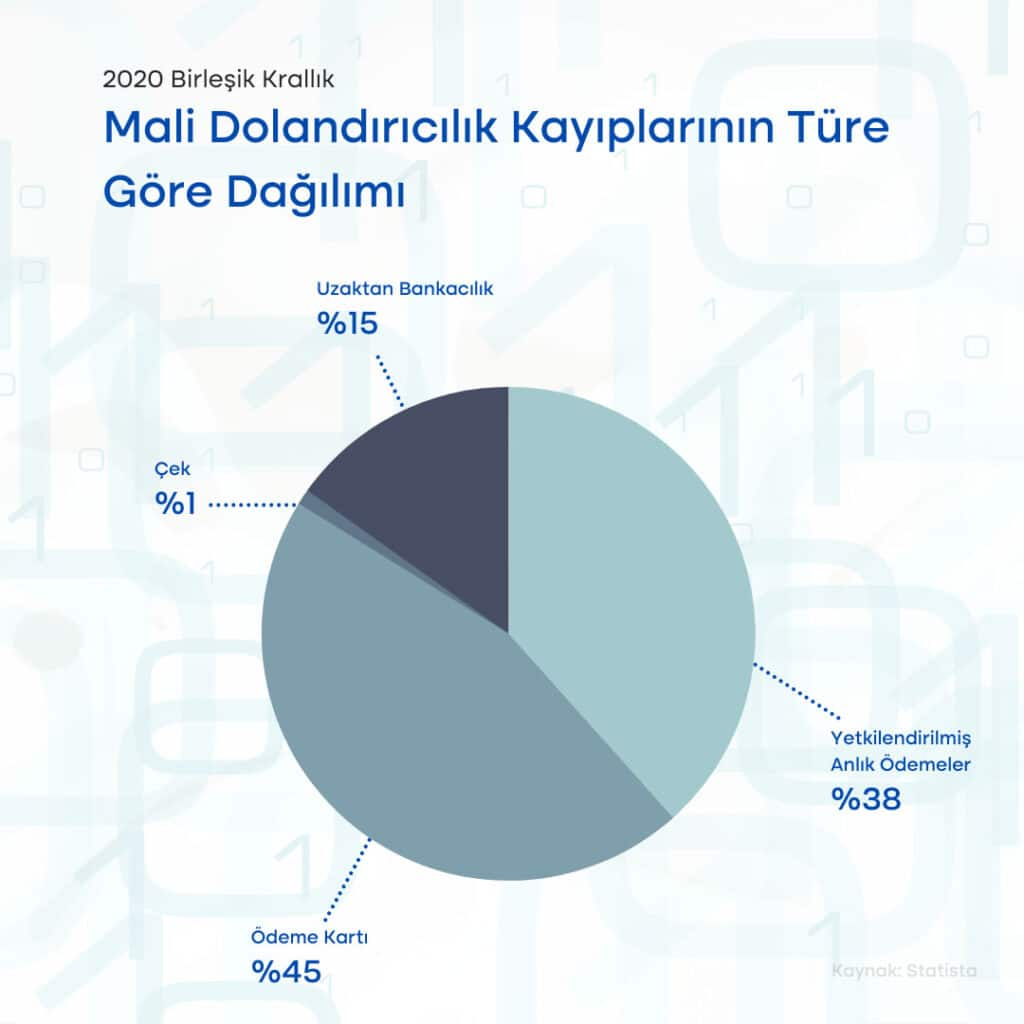 2020 Birleşik Krallık
Mali Dolandırıcılık Kayıplarının Türe
Göre Dağılımı
Uzaktan Bankacılık
%15
Çek
%1
Yetkilendirilmiş
Anlık Ödemeler
%38
Ödeme Kartı
%45
Kaynak: Statista